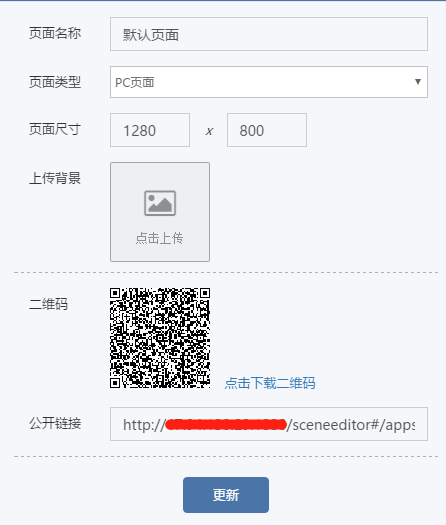 页面名称 默认页面
页面类型 PC页面
页面尺寸 1280 x 800
上传背景
点击上传
二维码
点击下载二维码
公开链接 http:// /sceneeditor#/apps
更新